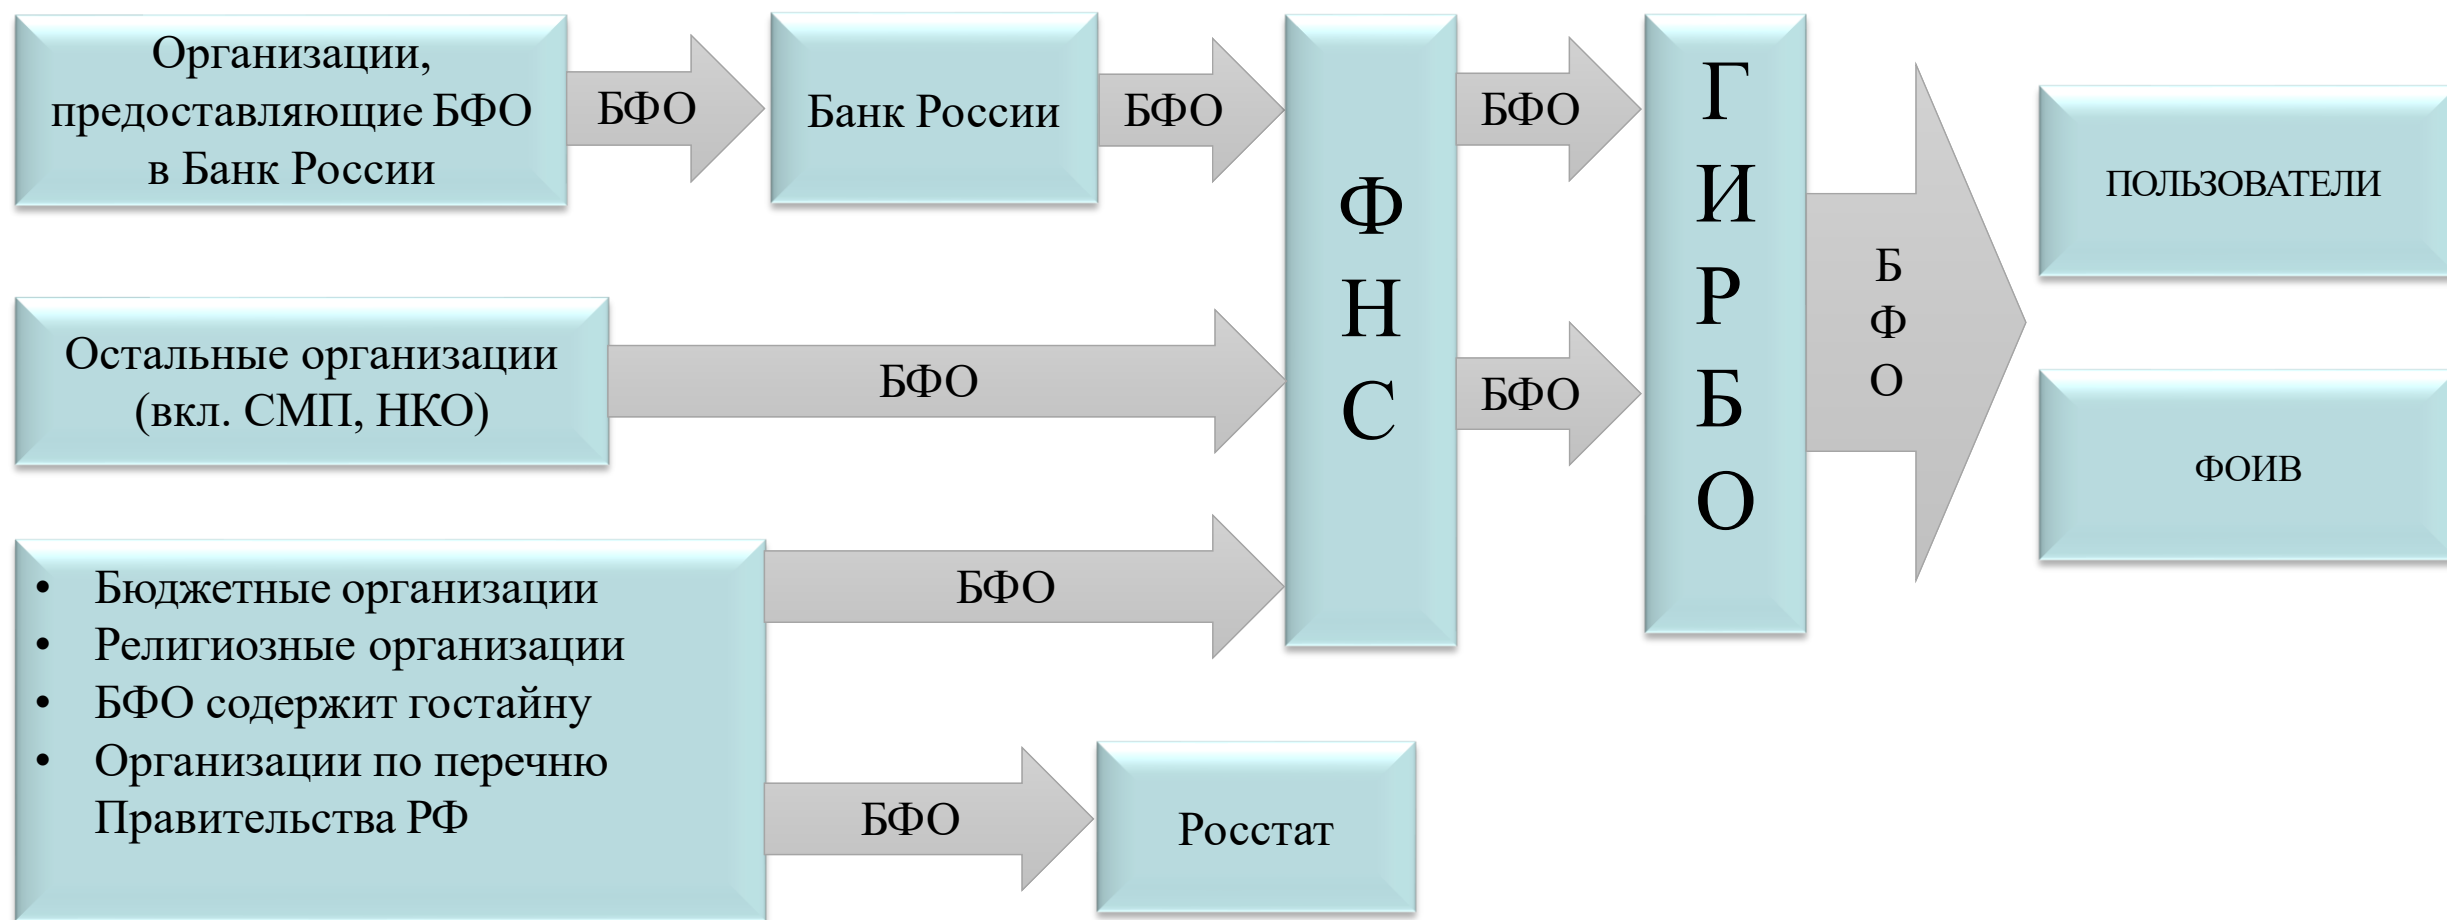 Организации,
предоставляющие БФО
в Банк России
БФО
Банк России
БФО
Ф
Н
С
БФО
Г
И
Р
Б
О
Б
Ф
О
ПОЛЬЗОВАТЕЛИ
Остальные организации
(вкл. СМП, НКО)
БФО
БФО
ФОИВ
• Бюджетные организации
• Религиозные организации
• БФО содержит гостайну
• Организации по перечню
Правительства РФ
БФО
БФО
Росстат